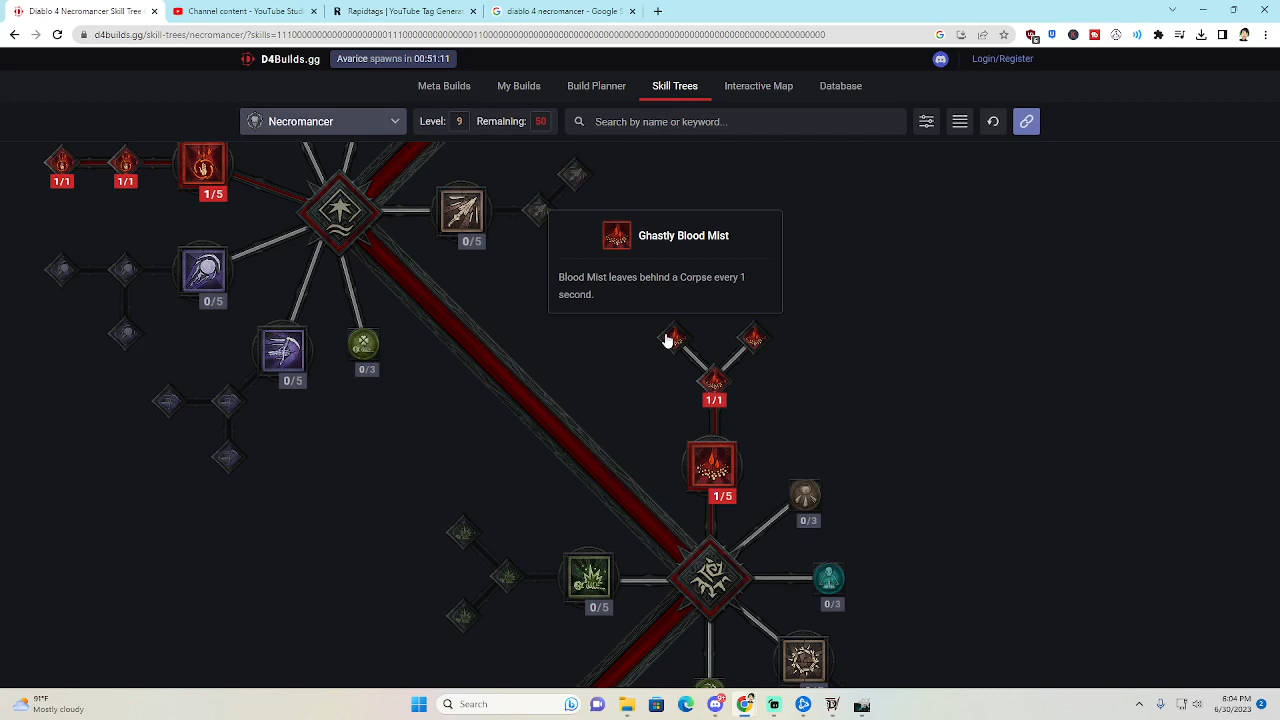 Diablo 4 Necromancer Skill Tree
Channel content - YouTube Studi
Rapidtags | YouTube Tag Genera
diablo 4 necromancer - Google S
d4builds.gg/skill-trees/necromancer/
D4Builds.gg
Avarice spawns in 00:51:11
Login/Register
Meta Builds
My Builds
Build Planner
Skill Trees
Interactive Map
Database
Necromancer
Level: 9 Remaining: 50
Search by name or keyword...
1/1
1/1
1/5
0/5
Ghastly Blood Mist
Blood Mist leaves behind a Corpse every 1
second.
0/5
0/5
0/3
1/1
1/5
0/3
0/5
0/3
91°F
Mostly cloudy
Search
6:04 PM
6/30/2023